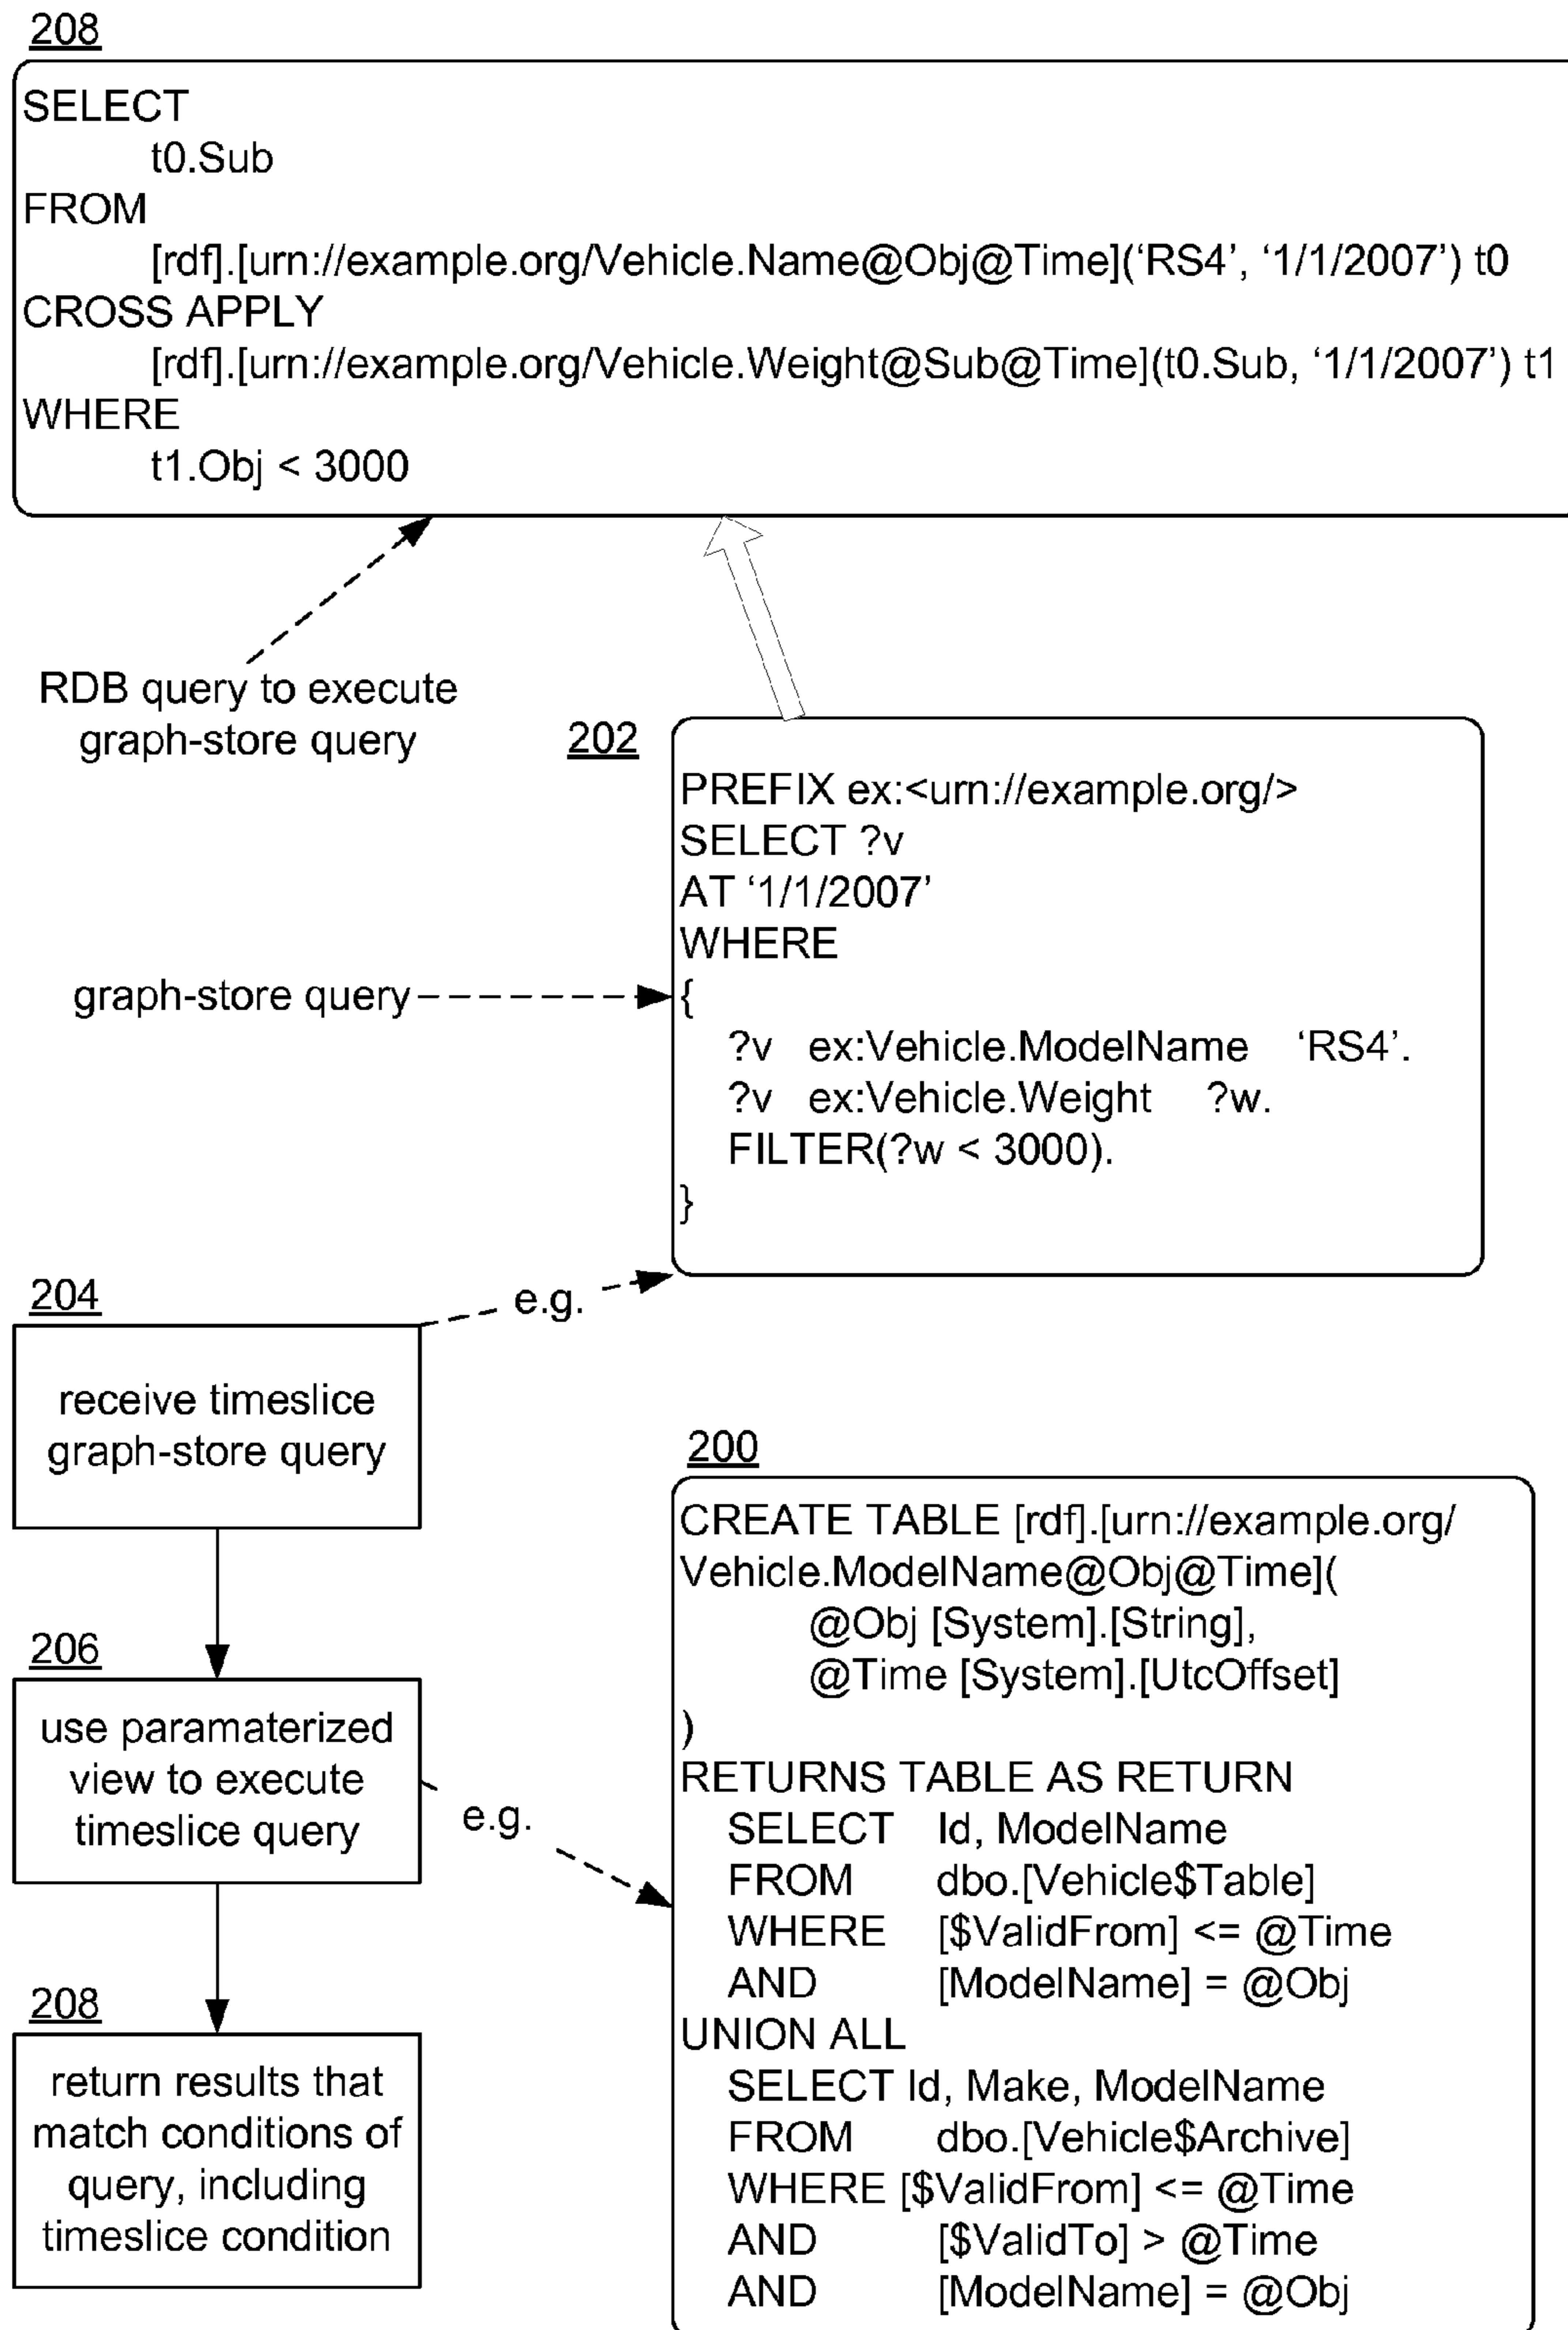 208
SELECT
t0.Sub
FROM
[rdf].[urn://example.org/Vehicle.Name@Obj@Time](‘RS4’, ‘1/1/2007’) t0
CROSS APPLY
[rdf].[urn://example.org/Vehicle.Weight@Sub@Time](t0.Sub, ‘1/1/2007’) t1
WHERE
t1.Obj < 3000
RDB query to execute
graph-store query
202
PREFIX ex:<urn://example.org/>
SELECT ?v
AT ‘1/1/2007’
WHERE
graph-store query
{
?v ex:Vehicle.ModelName ‘RS4’.
?v ex:Vehicle.Weight ?w.
FILTER(?w < 3000).
}
204
e.g.
receive timeslice
graph-store query
206
use paramaterized
view to execute
timeslice query
e.g.
208
return results that
match conditions of
query, including
timeslice condition
200
CREATE TABLE [rdf].[urn://example.org/
Vehicle.ModelName@Obj@Time](
@Obj [System].[String],
@Time [System].[UtcOffset]
)
RETURNS TABLE AS RETURN
SELECT Id, ModelName
FROM dbo.[Vehicle$Table]
WHERE [$ValidFrom] <= @Time
AND [ModelName] = @Obj
UNION ALL
SELECT Id, Make, ModelName
FROM dbo.[Vehicle$Archive]
WHERE [$ValidFrom] <= @Time
AND [$ValidTo] > @Time
AND [ModelName] = @Obj